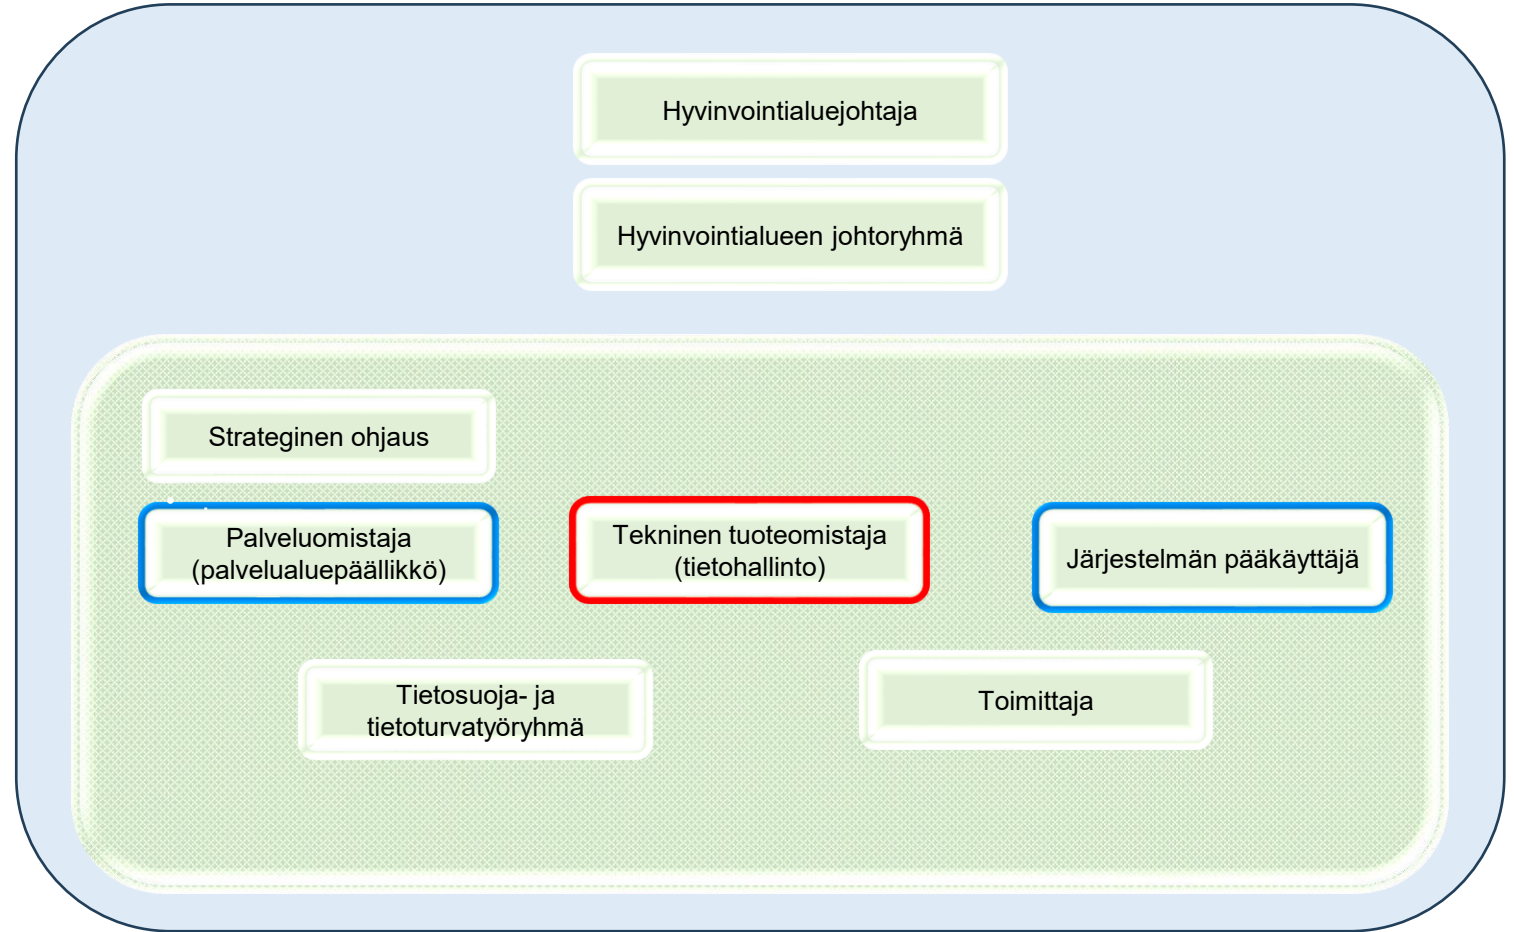 Hyvinvointialuejohtaja
Hyvinvointialueen johtoryhmä
Strateginen ohjaus
Palveluomistaja
(palvelualuepäällikkö)
Tekninen tuoteomistaja
(tietohallinto)
Järjestelmän pääkäyttäjä
Tietosuoja- ja
tietoturvatyöryhmä
Toimittaja